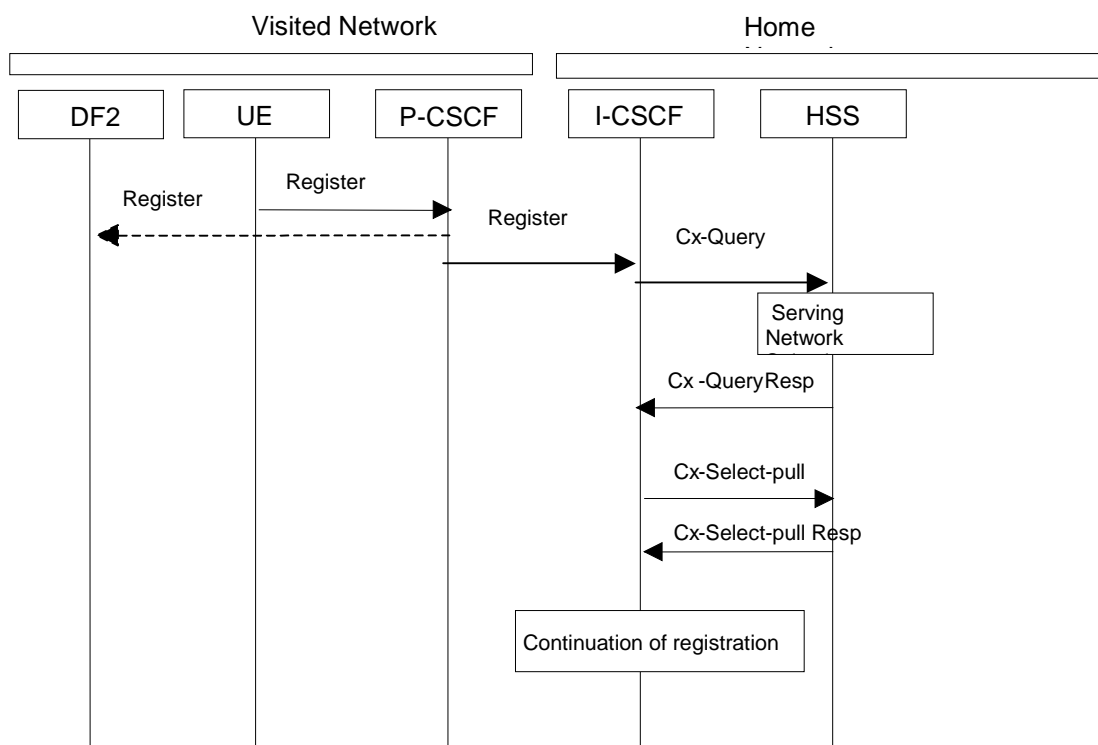 Visited Network
Home
DF2
UE
P-CSCF
I-CSCF
HSS
Register
Register
Register
Cx-Query
Serving
Network
Cx -QueryResp
Cx-Select-pull
Cx-Select-pull Resp
Continuation of registration